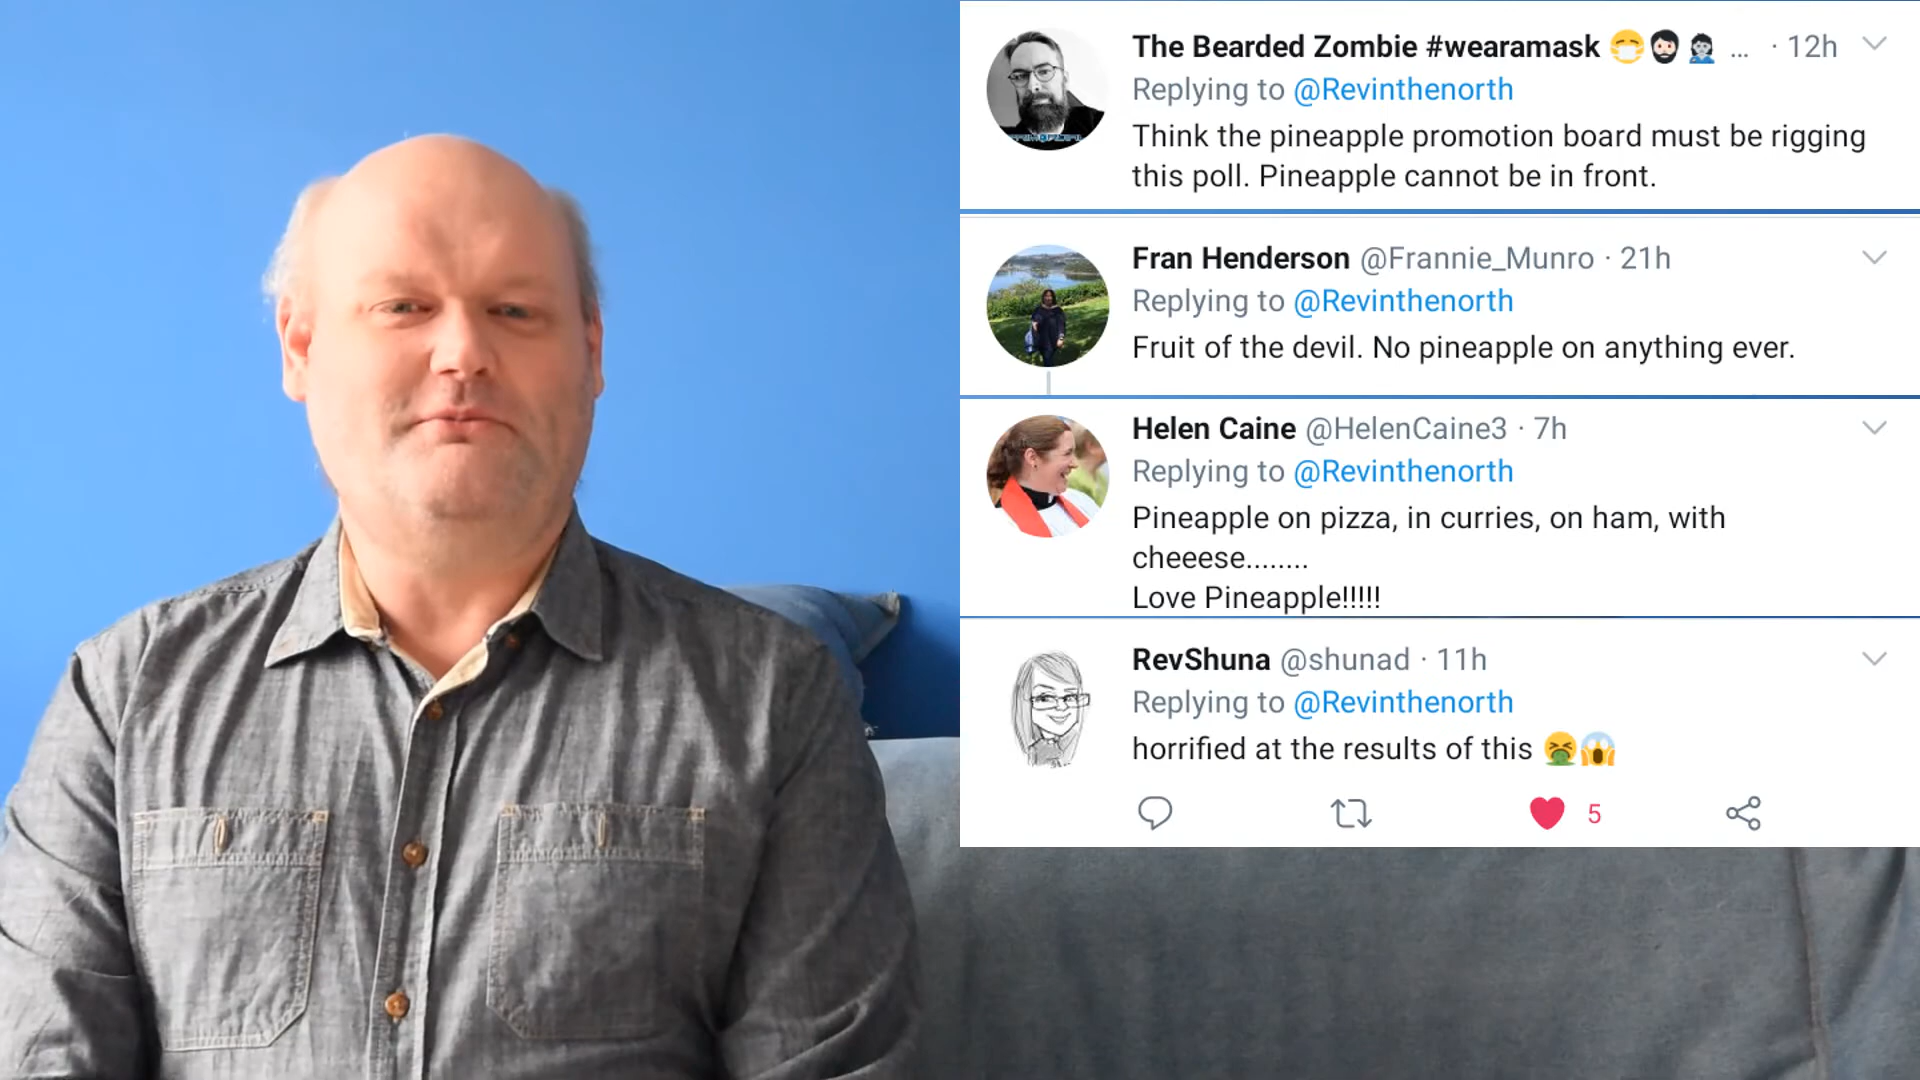 The Bearded Zombie #wearamask 😷🧔🏻🧟 ... · 12h
Replying to @Revinthenorth
Think the pineapple promotion board must be rigging
this poll. Pineapple cannot be in front.
Fran Henderson @Frannie_Munro · 21h
Replying to @Revinthenorth
Fruit of the devil. No pineapple on anything ever.
Helen Caine @HelenCaine3 · 7h
Replying to @Revinthenorth
Pineapple on pizza, in curries, on ham, with
cheeese........
Love Pineapple!!!!!
RevShuna @shunad · 11h
Replying to @Revinthenorth
horrified at the results of this 🤮😱
5